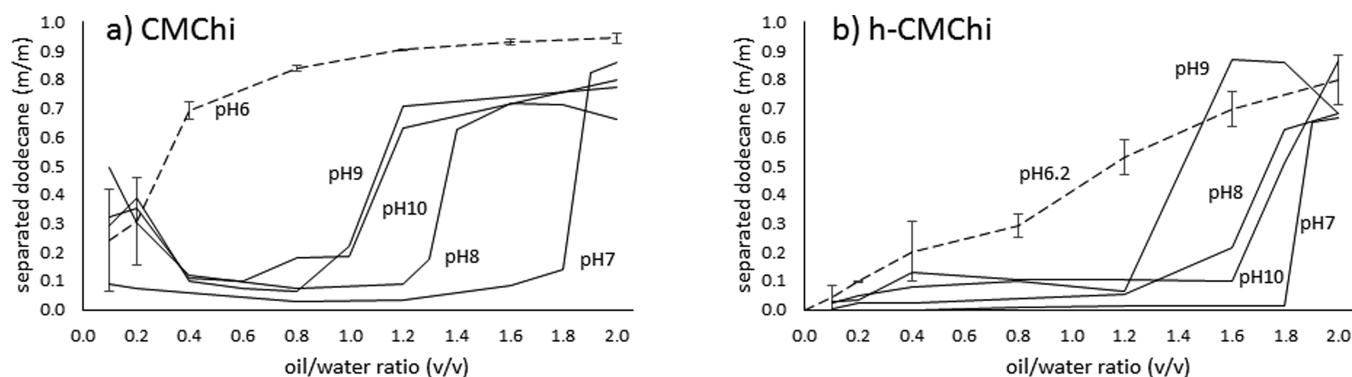 a) CMChi
separated dodecane (m/m)
1.0
0.9
0.8
0.7
0.6
0.5
0.4
0.3
0.2
0.1
0.0
pH6
pH9
pH10
pH8
pH7
0.0 0.2 0.4 0.6 0.8 1.0 1.2 1.4 1.6 1.8 2.0
oil/water ratio (v/v)
b) h-CMChi
separated dodecane (m/m)
1.0
0.9
0.8
0.7
0.6
0.5
0.4
0.3
0.2
0.1
0.0
pH9
pH6.2
pH8
pH7
pH10
0.0 0.2 0.4 0.6 0.8 1.0 1.2 1.4 1.6 1.8 2.0
oil/water ratio (v/v)